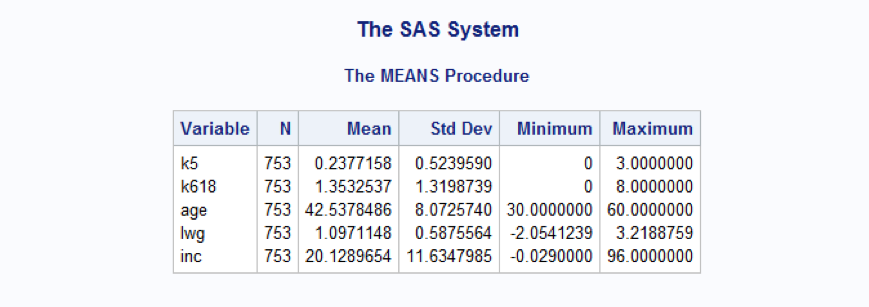 The SAS System
The MEANS Procedure
Variable N Mean Std Dev Minimum Maximum
k5 753 0.2377158 0.5239590 0 3.0000000
k618 753 1.3532537 1.3198739 0 8.0000000
age 753 42.5378486 8.0725740 30.0000000 60.0000000
lwg 753 1.0971148 0.5875564 -2.0541239 3.2188759
inc 753 20.1289654 11.6347985 -0.0290000 96.0000000